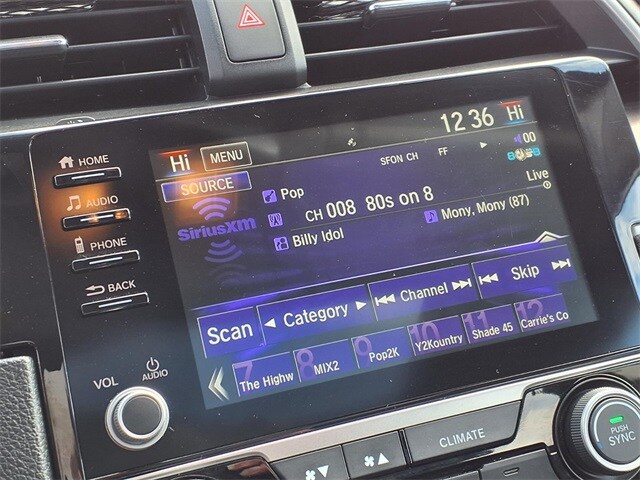 12:36 Hi
HOME Hi MENU SFON CH FF 00
AUDIO SOURCE Pop Live
CH 008 80s on 8
SiriusXM Billy Idol Mony, Mony (87)
PHONE
BACK
Scan Category Channel Skip
7 The Highw 8 MIX2 9 Pop2K 10 Y2Kountry 11 Shade 45 12 Carrie's Co
VOL AUDIO
CLIMATE
PUSH
SYNC